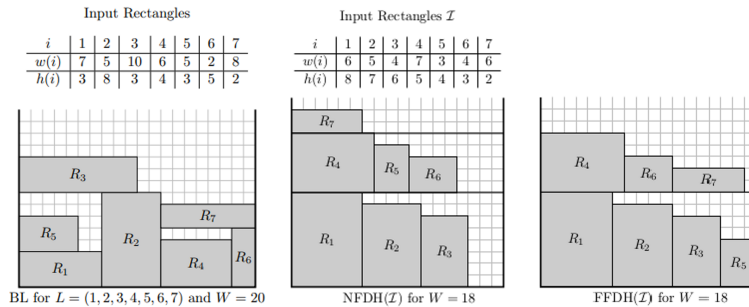 Input Rectangles
i 1 2 3 4 5 6 7
w(i) 7 5 10 6 5 2 8
h(i) 3 8 3 4 3 5 2
R3
R5
R1
R2
R7
R4
R6
BL for L = (1, 2, 3, 4, 5, 6, 7) and W = 20
Input Rectangles ℐ
i 1 2 3 4 5 6 7
w(i) 6 5 4 7 3 4 6
h(i) 8 7 6 5 4 3 2
R7
R4
R5
R6
R1
R2
R3
NFDH(ℐ) for W = 18
R4
R6
R7
R1
R2
R3
R5
FFDH(ℐ) for W = 18